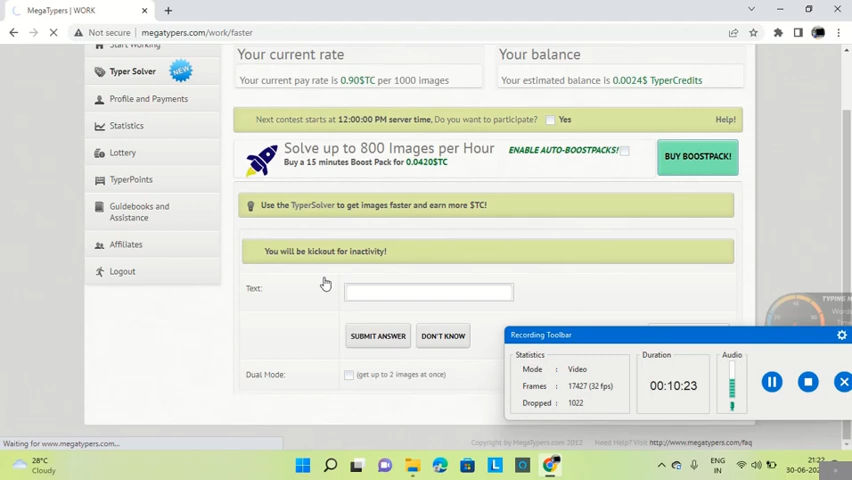 MegaTypers | WORK
Not secure | megatypers.com/work/faster
Start Working
Typer Solver NEW
Profile and Payments
Statistics
Lottery
TyperPoints
Guidebooks and
Assistance
Affiliates
Logout
Your current rate
Your current pay rate is 0.90$TC per 1000 images
Your balance
Your estimated balance is 0.0024$ TyperCredits
Next contest starts at 12:00:00 PM server time, Do you want to participate? Yes Help!
Solve up to 800 Images per Hour
Buy a 15 minutes Boost Pack for 0.0420$TC
ENABLE AUTO-BOOSTPACKS!
BUY BOOSTPACK!
Use the TyperSolver to get images faster and earn more $TC!
You will be kickout for inactivity!
Text:
SUBMIT ANSWER DON'T KNOW
Dual Mode: (get up to 2 images at once)
TYPING M
Recording Toolbar
Statistics
Mode : Video
Frames : 17427 (32 fps)
Dropped : 1022
Duration
00:10:23
Audio
Waiting for www.megatypers.com...
Copyright by MegaTypers.com 2012 Need Help? Visit http://www.megatypers.com/faq
28°C
Cloudy
L
ENG
IN
21:22
30-06-20